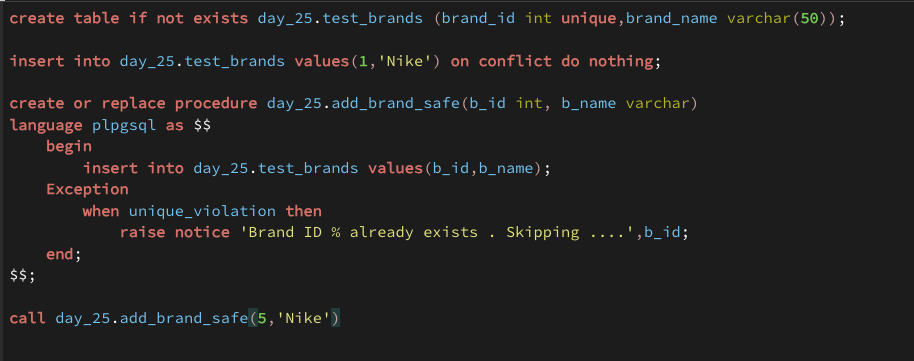 create table if not exists day_25.test_brands (brand_id int unique,brand_name varchar(50));
insert into day_25.test_brands values(1,'Nike') on conflict do nothing;
create or replace procedure day_25.add_brand_safe(b_id int, b_name varchar)
language plpgsql as $$
begin
insert into day_25.test_brands values(b_id,b_name);
Exception
when unique_violation then
raise notice 'Brand ID % already exists . Skipping ....',b_id;
end;
$$;
call day_25.add_brand_safe(5,'Nike')